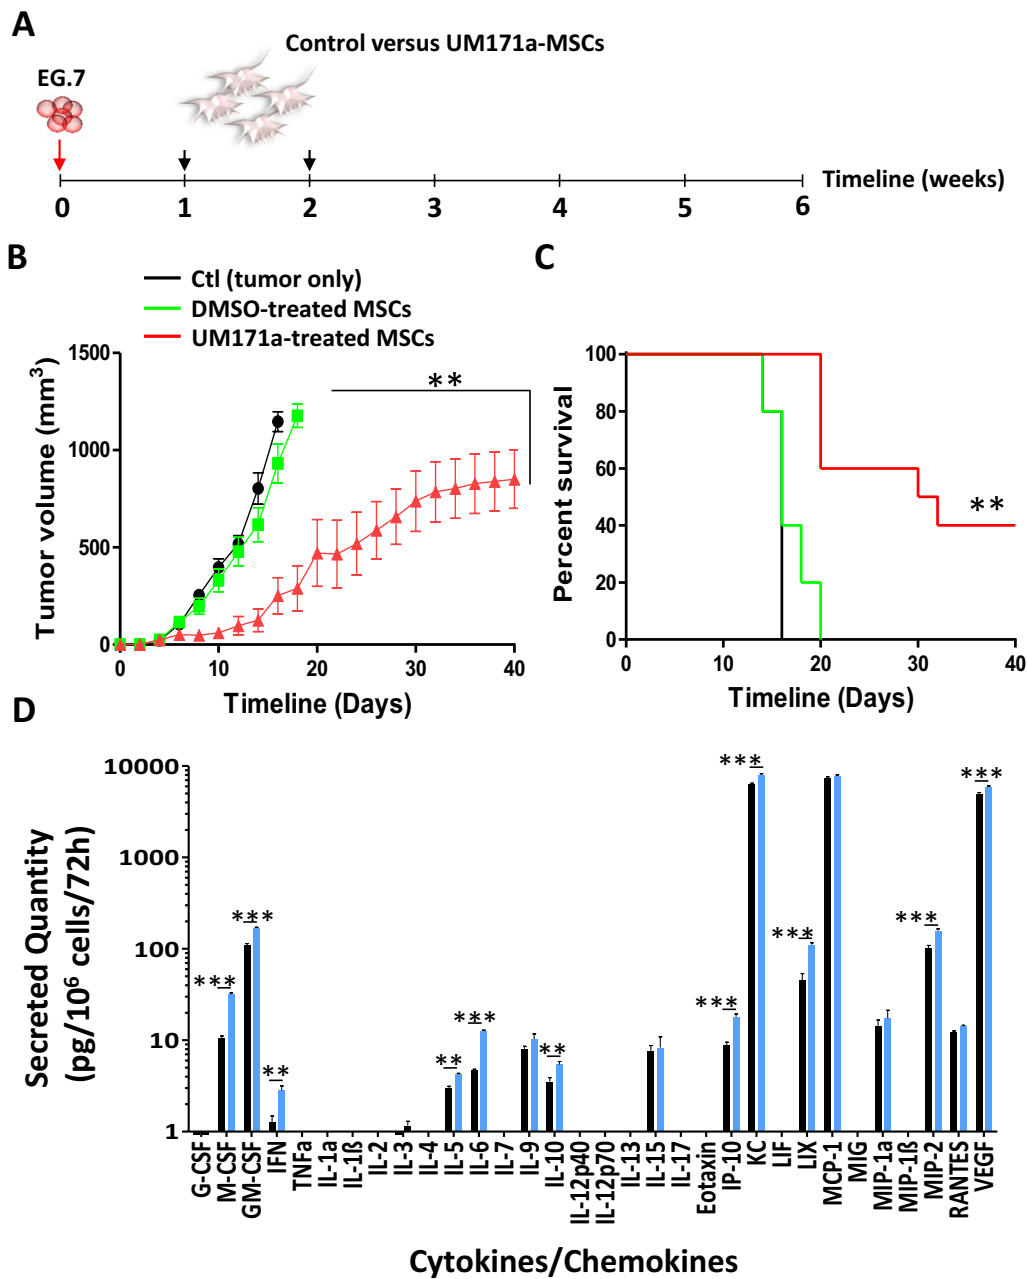 A
Control versus UM171a-MSCs
EG.7
Timeline (weeks)
0 1 2 3 4 5 6
B
C
Ctl (tumor only)
DMSO-treated MSCs
UM171a-treated MSCs
Tumor volume (mm³)
1500
1000
500
0
**
0 10 20 30 40
Timeline (Days)
Percent survival
100
80
60
40
20
0
**
0 10 20 30 40
Timeline (Days)
D
Secreted Quantity
(pg/10⁶ cells/72h)
10000
1000
100
10
1
*** *** ** ** *** ** *** *** *** *** ***
G-CSF
M-CSF
GM-CSF
IFN
TNF-a
IL-1a
IL-1ß
IL-2
IL-3
IL-4
IL-5
IL-6
IL-7
IL-9
IL-10
IL-12p40
IL-12p70
IL-13
IL-15
IL-17
Eotaxin
IP-10
KC
LIF
LIX
MCP-1
MIG
MIP-1a
MIP-1ß
MIP-2
RANTES
VEGF
Cytokines/Chemokines